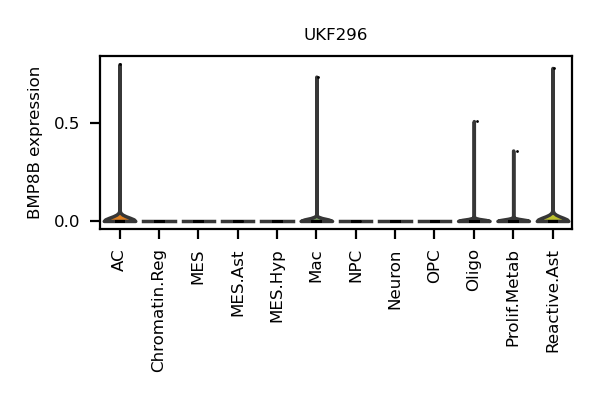 UKF296
BMP8B expression
0.5
0.0
AC
Chromatin.Reg
MES
MES.Ast
MES.Hyp
Mac
NPC
Neuron
OPC
Oligo
Prolif.Metab
Reactive.Ast